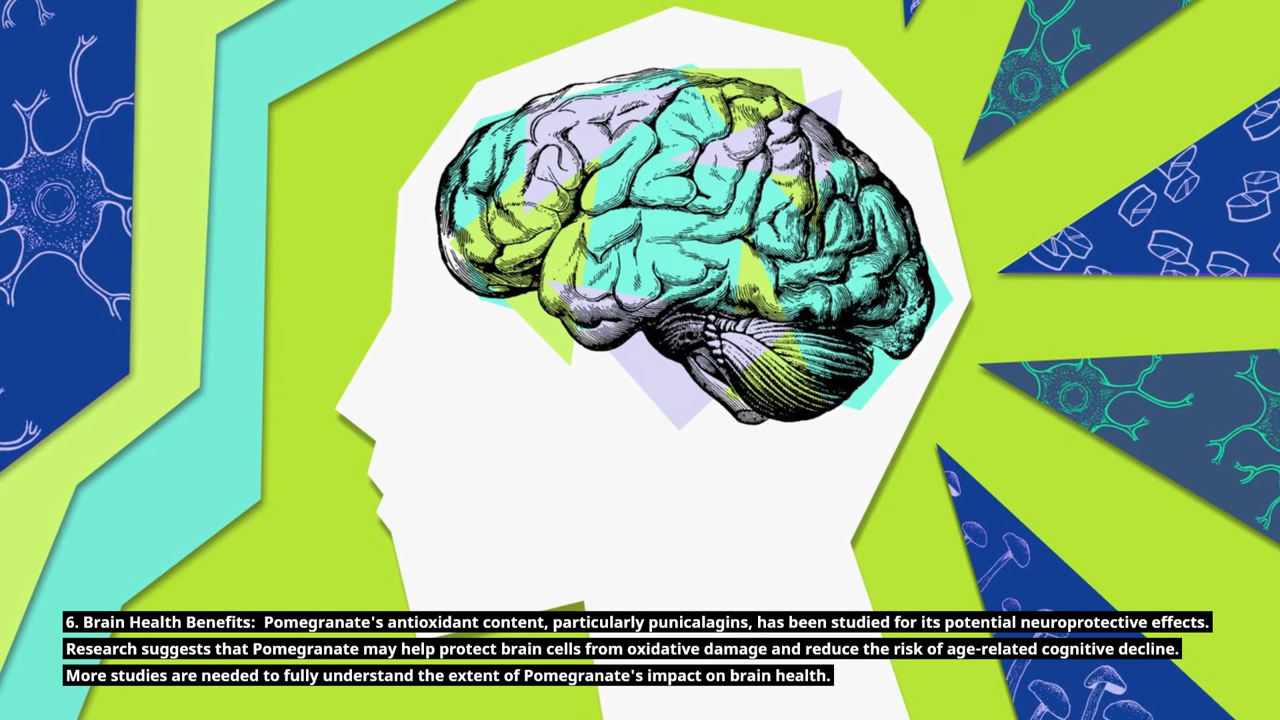 6. Brain Health Benefits:  Pomegranate's antioxidant content, particularly punicalagins, has been studied for its potential neuroprotective effects.
Research suggests that Pomegranate may help protect brain cells from oxidative damage and reduce the risk of age-related cognitive decline.
More studies are needed to fully understand the extent of Pomegranate's impact on brain health.